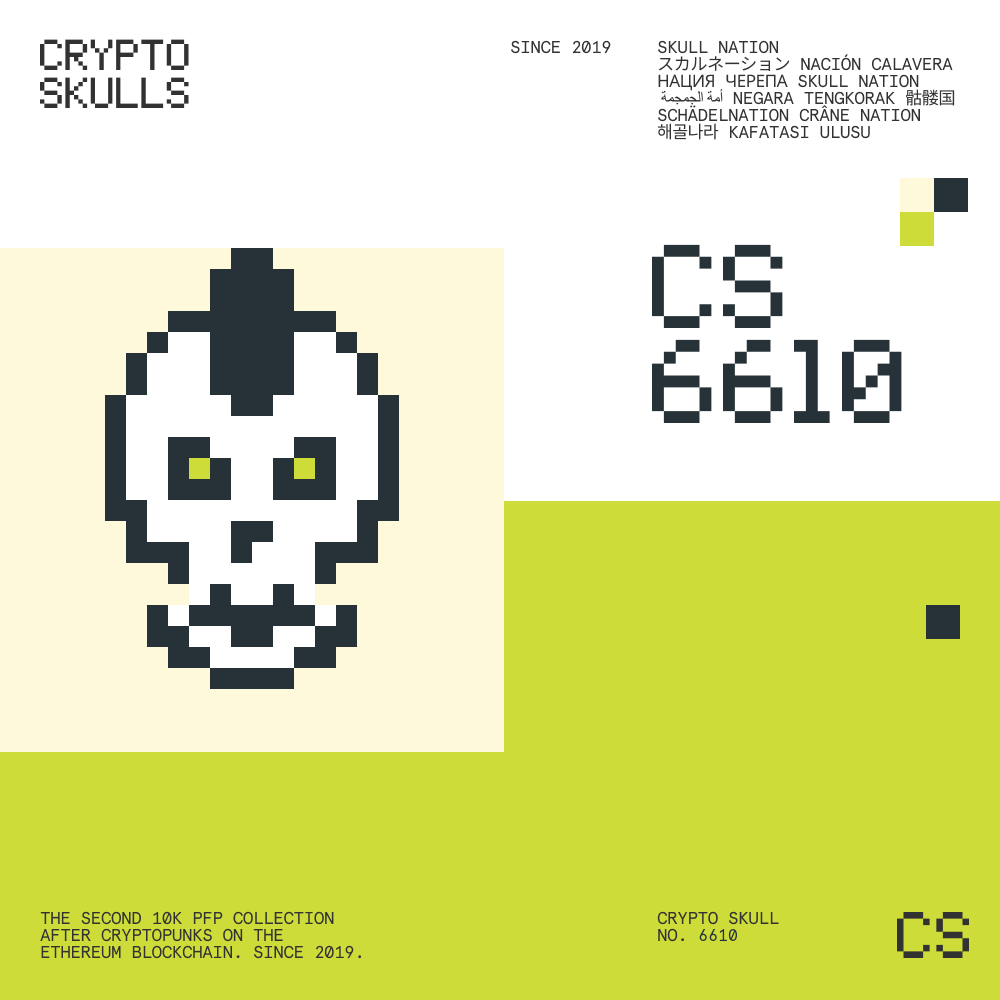 CRYPTO
SKULLS
SINCE 2019
SKULL NATION
スカルネーション NACIÓN CALAVERA
НАЦИЯ ЧЕРЕПА SKULL NATION
أمة الجمجمة NEGARA TENGKORAK 骷髅国
SCHÄDELNATION CRÂNE NATION
해골나라 KAFATASI ULUSU
CS
6610
THE SECOND 10K PFP COLLECTION
AFTER CRYPTOPUNKS ON THE
ETHEREUM BLOCKCHAIN. SINCE 2019.
CRYPTO SKULL
NO. 6610
CS